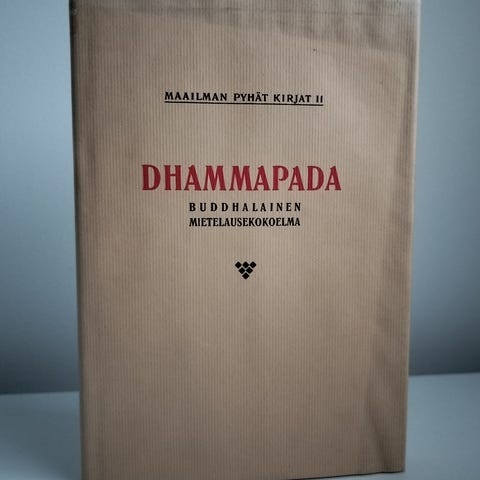 MAAILMAN PYHÄT KIRJAT II
DHAMMAPADA
BUDDHALAINEN
MIETELAUSEKOKOELMA